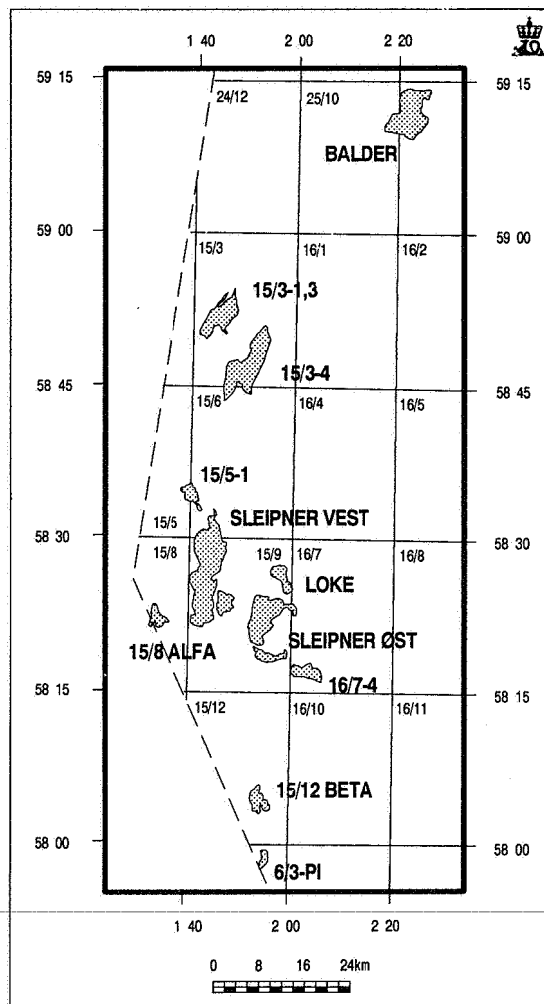 1 40 2 00 2 20
59 15 59 15
24/12 25/10
BALDER
59 00 59 00
15/3 16/1 16/2
15/3-1,3
15/3-4
58 45 58 45
15/6 16/4 16/5
15/5-1
SLEIPNER VEST
15/5
58 30 58 30
15/8 15/9 16/7 16/8
LOKE
SLEIPNER ØST
15/8 ALFA
16/7-4
58 15 58 15
15/12 16/10 16/11
15/12 BETA
58 00 58 00
6/3-PI
1 40 2 00 2 20
0 8 16 24km